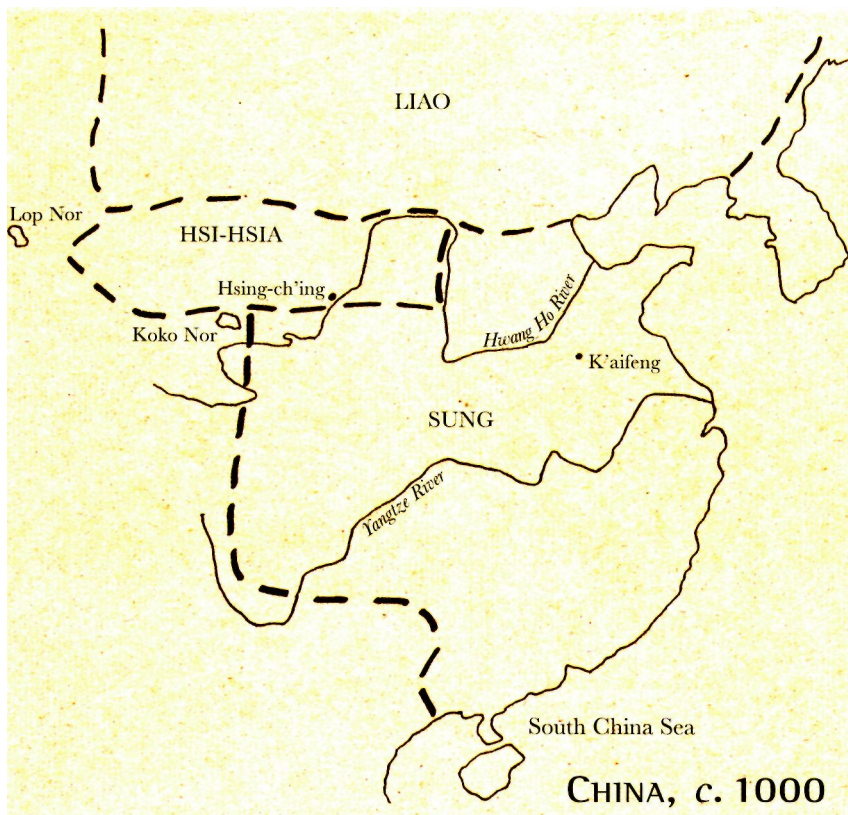 LIAO
Lop Nor
HSI-HSIA
Hsing-ch'ing
Koko Nor
Hwang Ho River
K'aifeng
SUNG
Yangtze River
South China Sea
CHINA, c. 1000